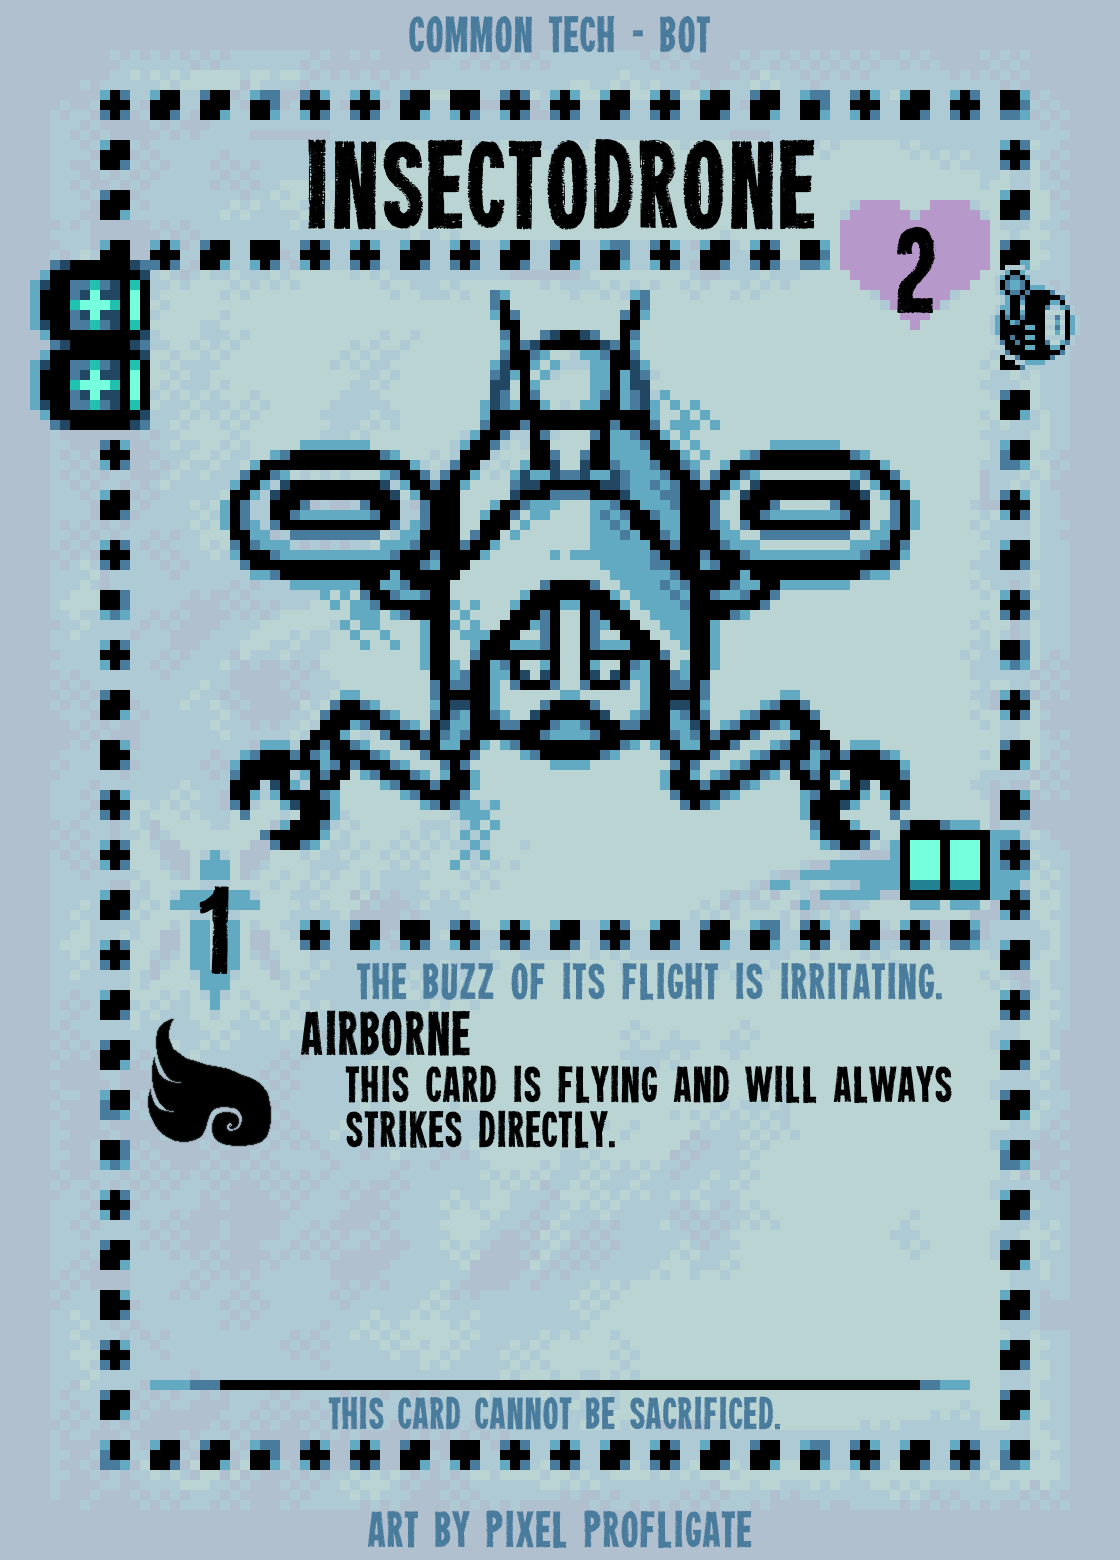 COMMON TECH - BOT
INSECTODRONE
2
1
THE BUZZ OF ITS FLIGHT IS IRRITATING.
AIRBORNE
THIS CARD IS FLYING AND WILL ALWAYS
STRIKES DIRECTLY.
THIS CARD CANNOT BE SACRIFICED.
ART BY PIXEL PROFLIGATE